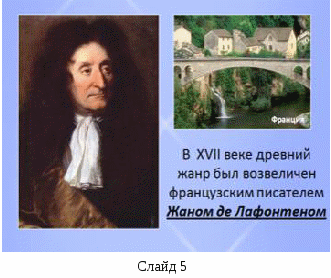 Франция
В XVII веке древний
жанр был возвеличен
французским писателем
Жаном де Лафонтеном
Слайд 5